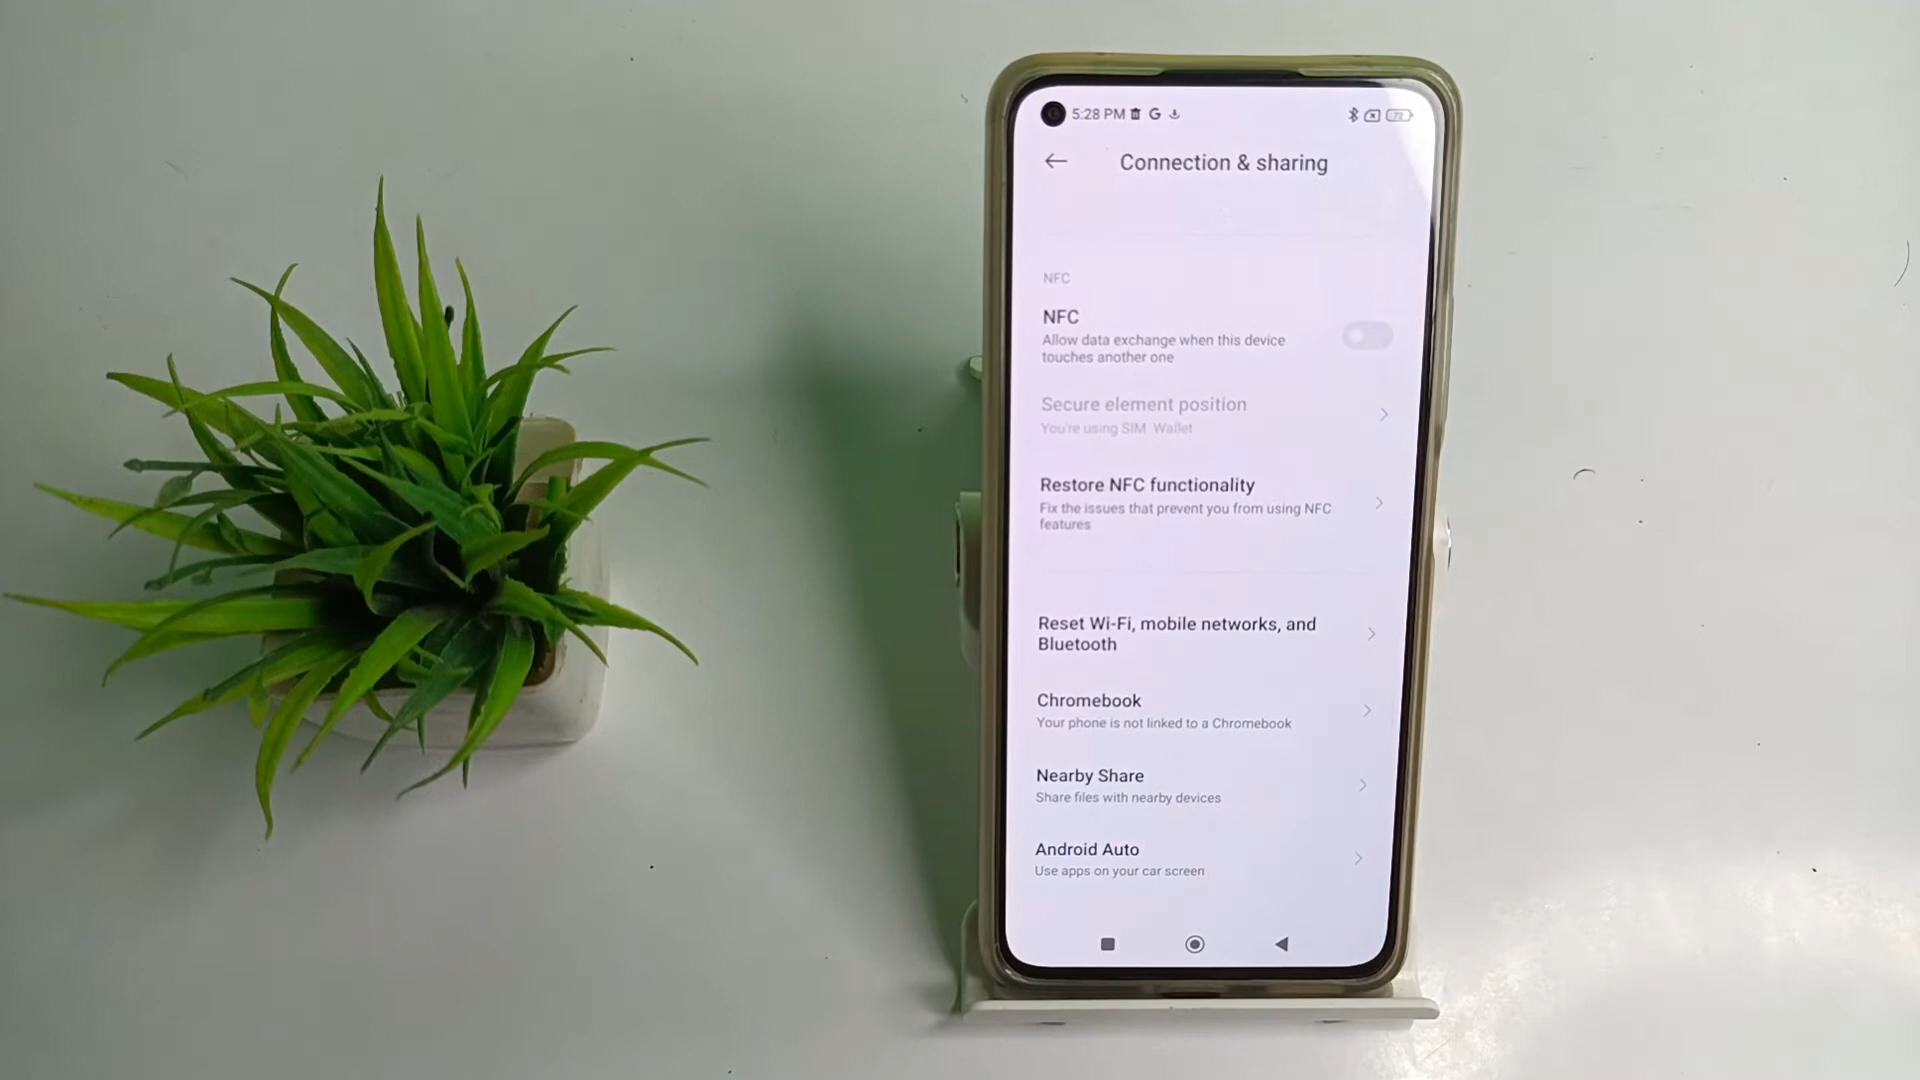 5:28 PM
Connection & sharing
NFC
NFC
Allow data exchange when this device
touches another one
Secure element position
You're using SIM Wallet
Restore NFC functionality
Fix the issues that prevent you from using NFC
features
Reset Wi-Fi, mobile networks, and
Bluetooth
Chromebook
Your phone is not linked to a Chromebook
Nearby Share
Share files with nearby devices
Android Auto
Use apps on your car screen